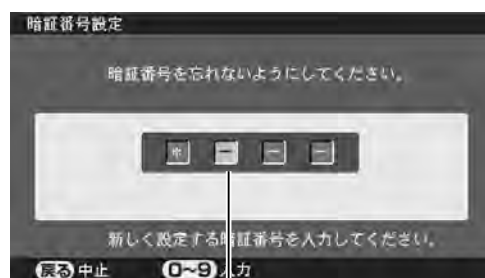 暗証番号設定
暗証番号を忘れないようにしてください。
* － － －
新しく設定する暗証番号を入力してください。
戻る 中止 0～9 入力